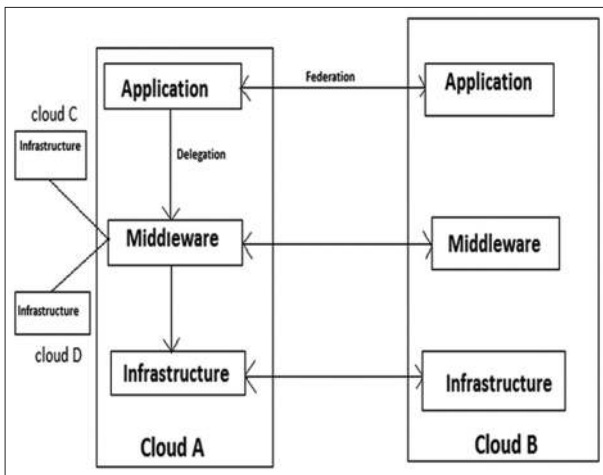 Application
Federation
Application
cloud C
Infrastructure
Delegation
Middleware
Middleware
Infrastructure
cloud D
Infrastructure
Infrastructure
Cloud A
Cloud B